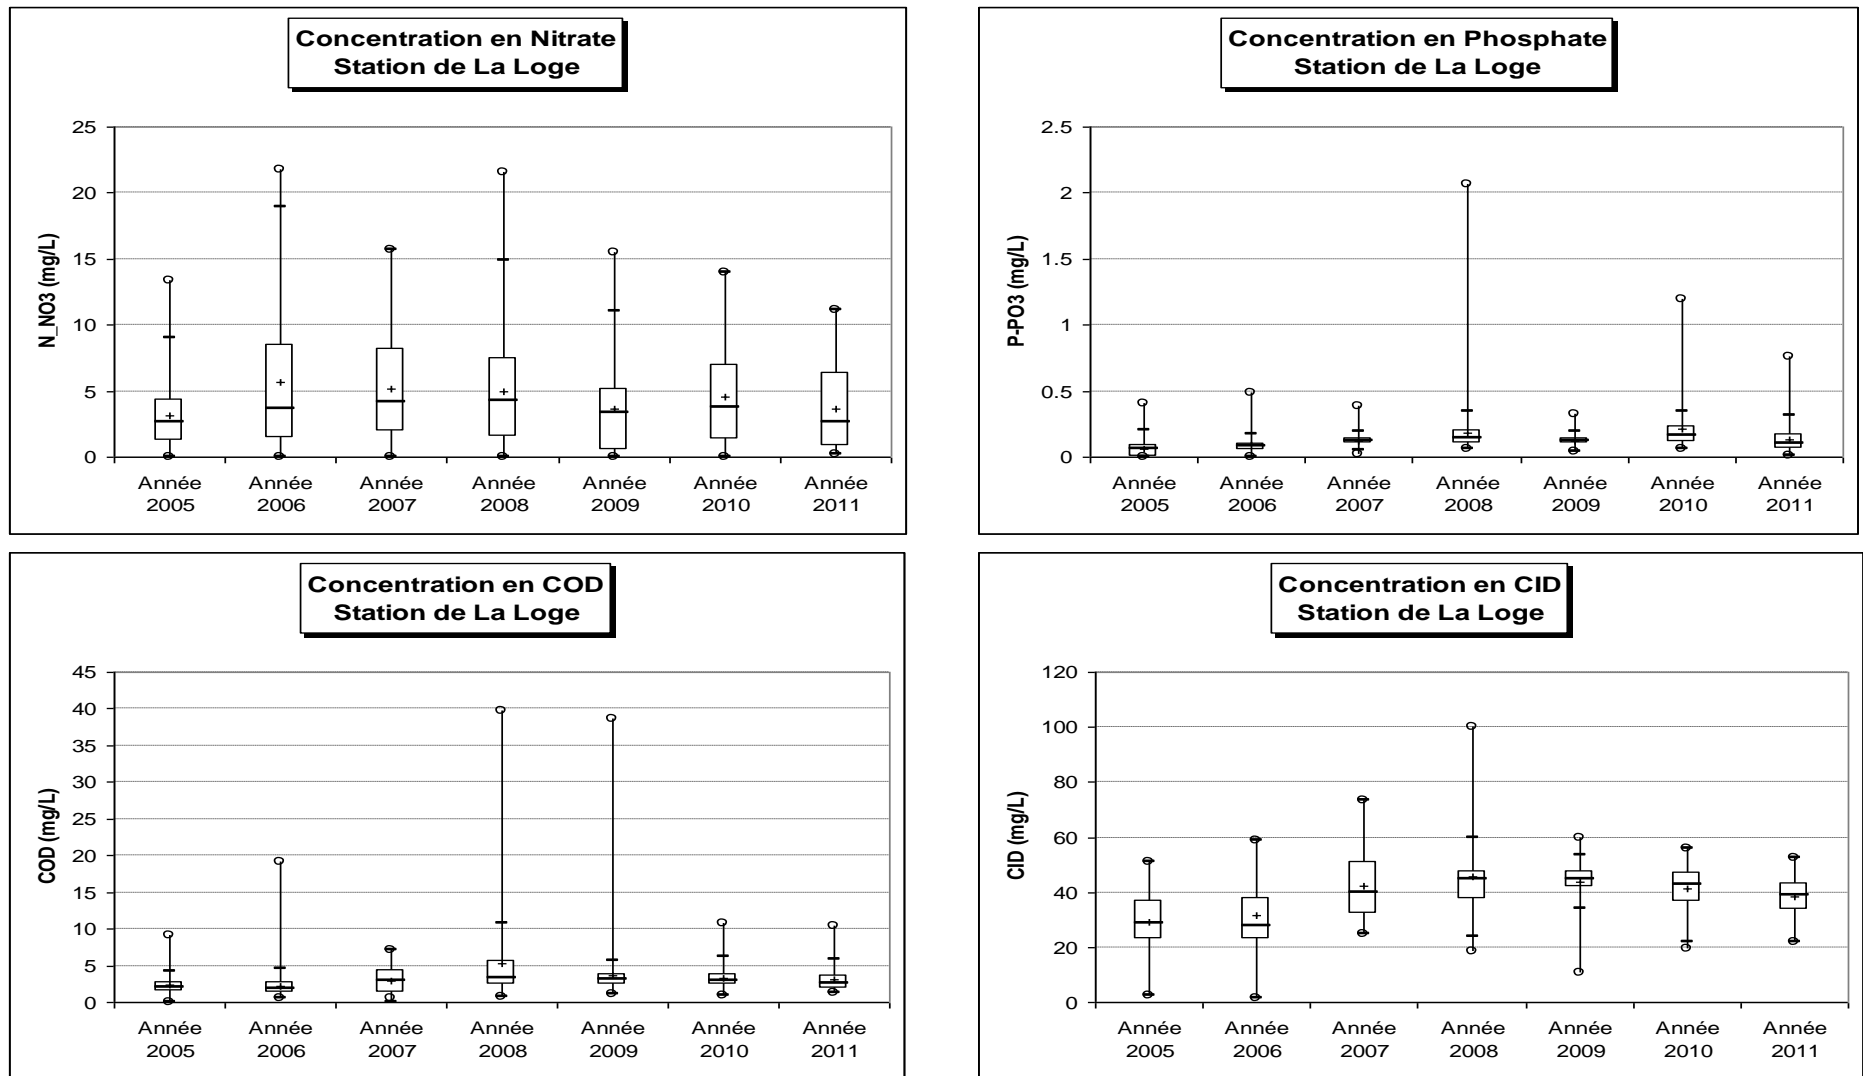 Concentration en Nitrate
Station de La Loge
N_NO3 (mg/L)
25
20
15
10
5
0
Année Année Année Année Année Année Année
2005 2006 2007 2008 2009 2010 2011
Concentration en Phosphate
Station de La Loge
P-PO3 (mg/L)
2.5
2
1.5
1
0.5
0
Année Année Année Année Année Année Année
2005 2006 2007 2008 2009 2010 2011
Concentration en COD
Station de La Loge
COD (mg/L)
45
40
35
30
25
20
15
10
5
0
Année Année Année Année Année Année Année
2005 2006 2007 2008 2009 2010 2011
Concentration en CID
Station de La Loge
CID (mg/L)
120
100
80
60
40
20
0
Année Année Année Année Année Année Année
2005 2006 2007 2008 2009 2010 2011